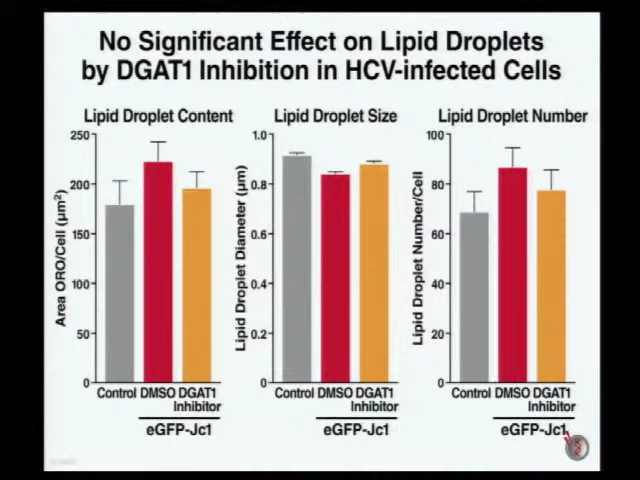 No Significant Effect on Lipid Droplets
by DGAT1 Inhibition in HCV-infected Cells
Lipid Droplet Content
250
200
150
100
50
0
Area ORO/Cell (µm²)
Control DMSO DGAT1
Inhibitor
eGFP-Jc1
Lipid Droplet Size
1.0
0.8
0.6
0.4
0.2
0
Lipid Droplet Diameter (µm)
Control DMSO DGAT1
Inhibitor
eGFP-Jc1
Lipid Droplet Number
100
80
60
40
20
0
Lipid Droplet Number/Cell
Control DMSO DGAT1
Inhibitor
eGFP-Jc1